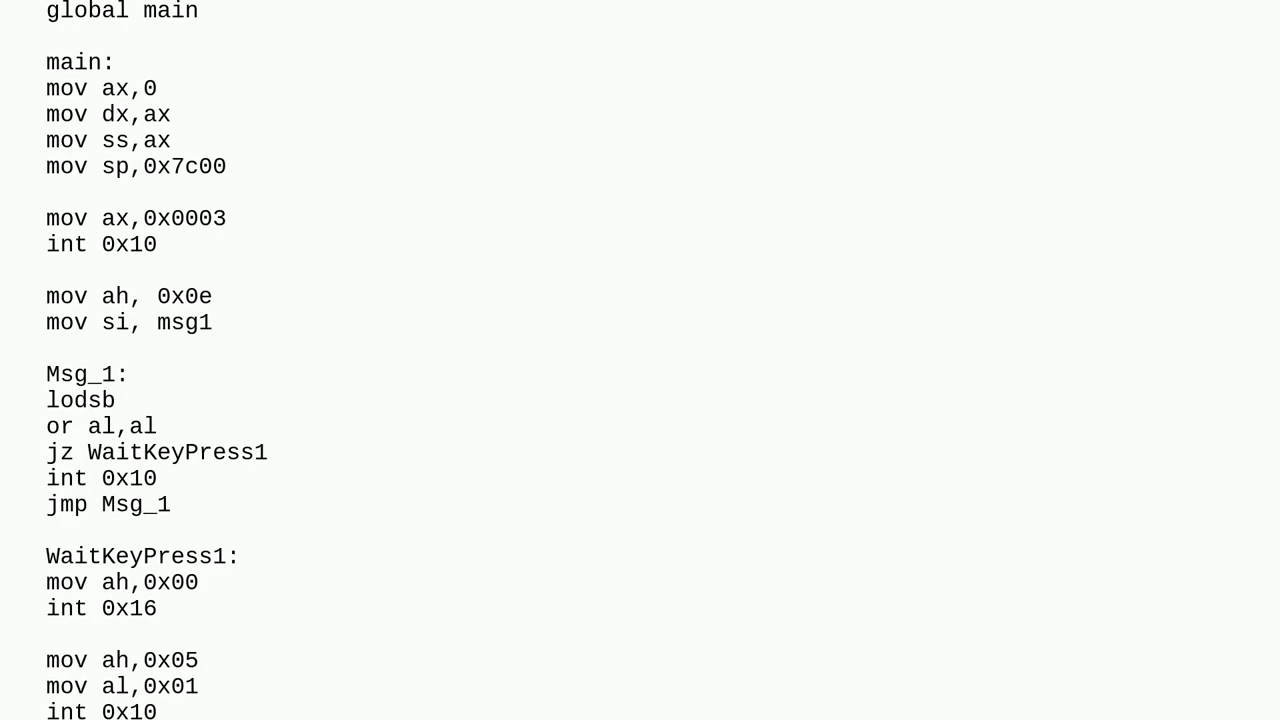 global main
main:
mov ax,0
mov dx,ax
mov ss,ax
mov sp,0x7c00
mov ax,0x0003
int 0x10
mov ah, 0x0e
mov si, msg1
Msg_1:
lodsb
or al,al
jz WaitKeyPress1
int 0x10
jmp Msg_1
WaitKeyPress1:
mov ah,0x00
int 0x16
mov ah,0x05
mov al,0x01
int 0x10